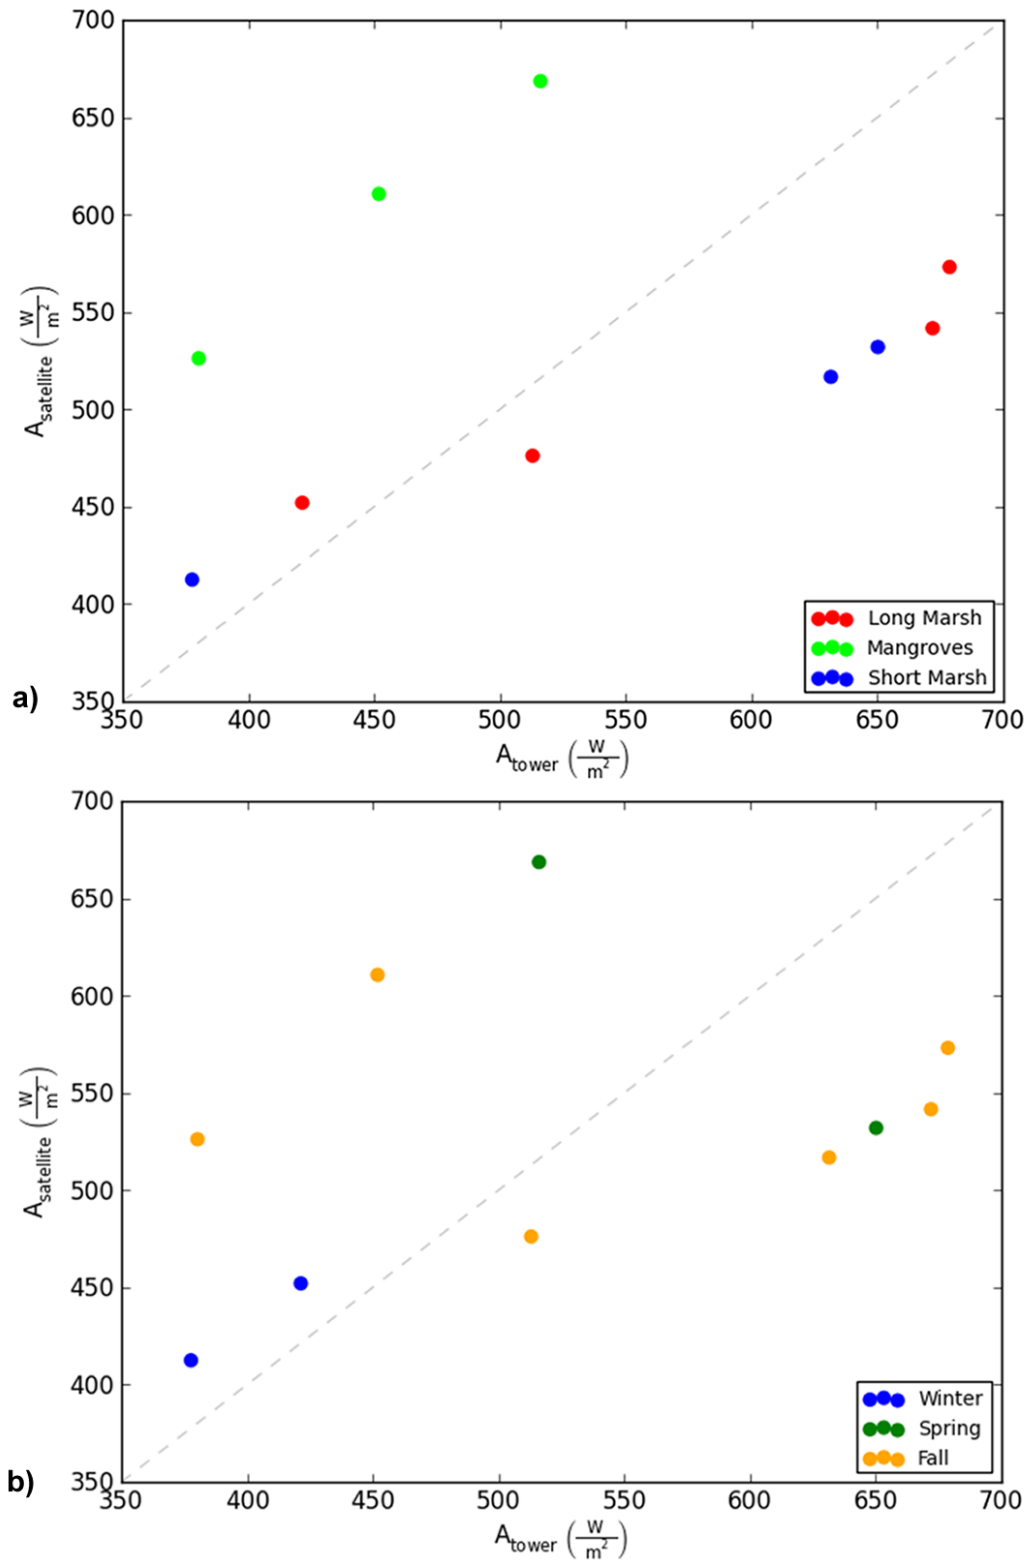 700
650
600
550
500
450
400
350
A_satellite (W/m²)
350 400 450 500 550 600 650 700
A_tower (W/m²)
Long Marsh
Mangroves
Short Marsh
a)
700
650
600
550
500
450
400
350
A_satellite (W/m²)
350 400 450 500 550 600 650 700
A_tower (W/m²)
Winter
Spring
Fall
b)